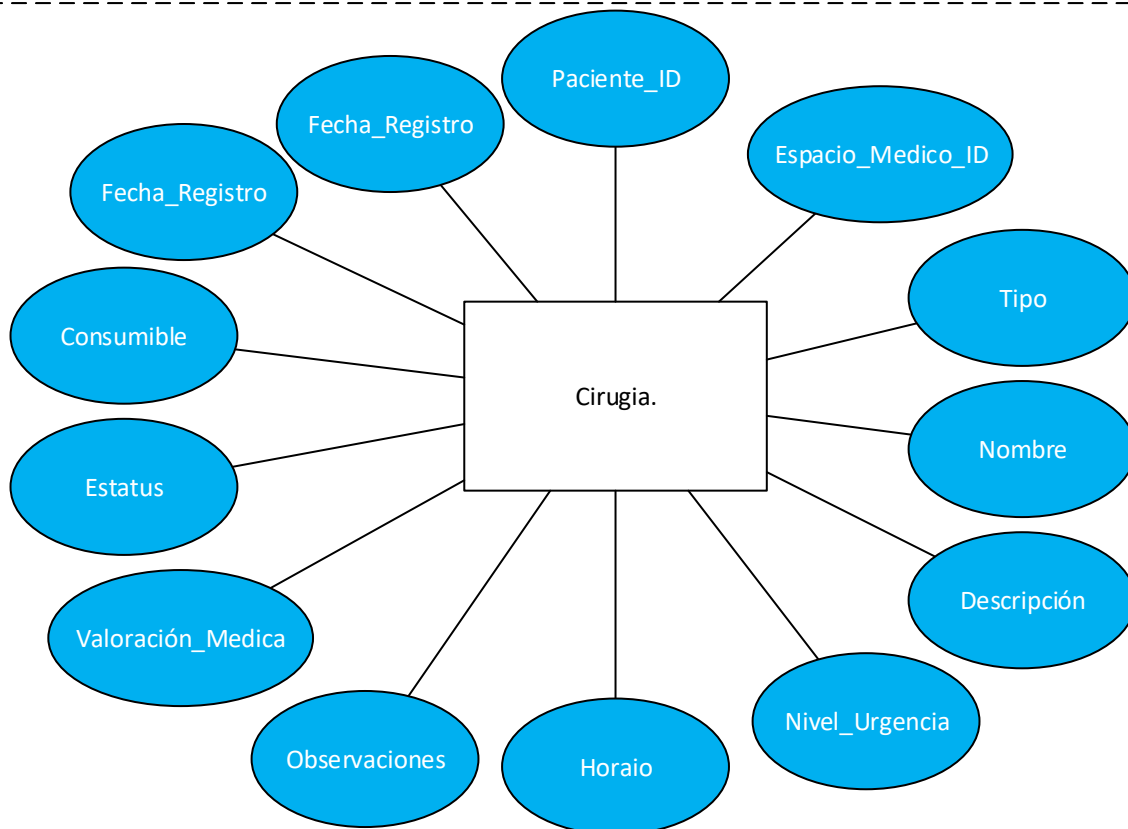 Paciente_ID
Fecha_Registro
Espacio_Medico_ID
Fecha_Registro
Tipo
Consumible
Cirugia.
Nombre
Estatus
Descripción
Valoración_Medica
Nivel_Urgencia
Observaciones
Horaio